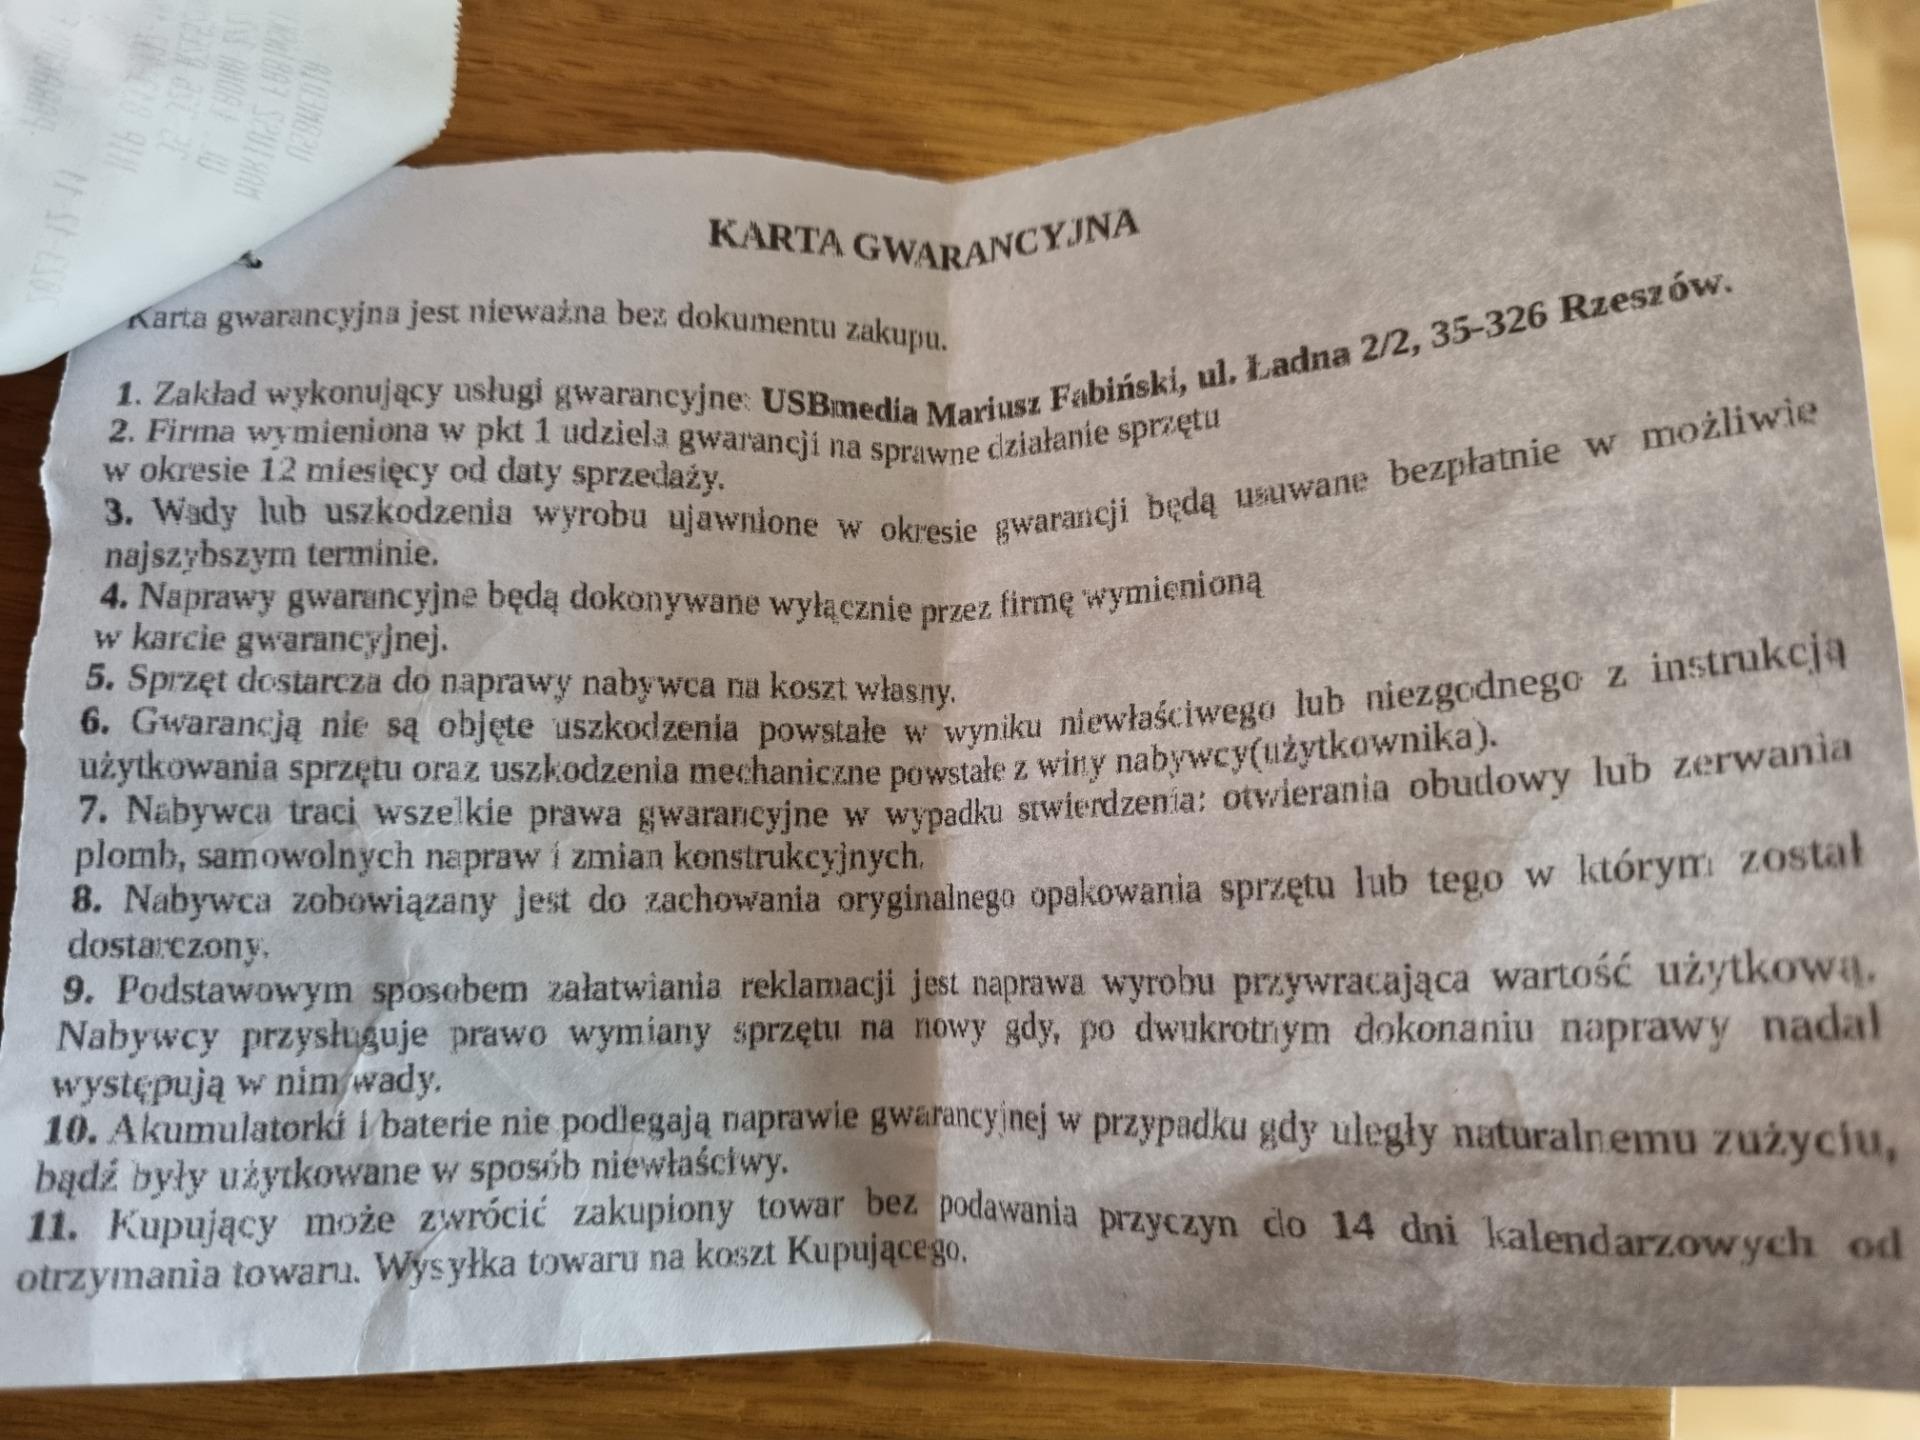 KARTA GWARANCYJNA
Karta gwarancyjna jest nieważna bez dokumentu zakupu.
1. Zakład wykonujący usługi gwarancyjne: USBmedia Mariusz Fabiński, ul. Ładna 2/2, 35-326 Rzeszów.
2. Firma wymieniona w pkt 1 udziela gwarancji na sprawne działanie sprzętu
w okresie 12 miesięcy od daty sprzedaży.
3. Wady lub uszkodzenia wyrobu ujawnione w okresie gwarancji będą usuwane bezpłatnie w możliwie
najszybszym terminie.
4. Naprawy gwarancyjne będą dokonywane wyłącznie przez firmę wymienioną
w karcie gwarancyjnej.
5. Sprzęt dostarcza do naprawy nabywca na koszt własny.
6. Gwarancją nie są objęte uszkodzenia powstałe w wyniku niewłaściwego lub niezgodnego z instrukcją
użytkowania sprzętu oraz uszkodzenia mechaniczne powstałe z winy nabywcy(użytkownika).
7. Nabywca traci wszelkie prawa gwarancyjne w wypadku stwierdzenia: otwierania obudowy lub zerwania
plomb, samowolnych napraw i zmian konstrukcyjnych.
8. Nabywca zobowiązany jest do zachowania oryginalnego opakowania sprzętu lub tego w którym został
dostarczony.
9. Podstawowym sposobem załatwiania reklamacji jest naprawa wyrobu przywracająca wartość użytkową.
Nabywcy przysługuje prawo wymiany sprzętu na nowy gdy, po dwukrotnym dokonaniu naprawy nadal
występują w nim wady.
10. Akumulatorki i baterie nie podlegają naprawie gwarancyjnej w przypadku gdy uległy naturalnemu zużyciu,
bądź były użytkowane w sposób niewłaściwy.
11. Kupujący może zwrócić zakupiony towar bez podawania przyczyn do 14 dni kalendarzowych od
otrzymania towaru. Wysyłka towaru na koszt Kupującego.